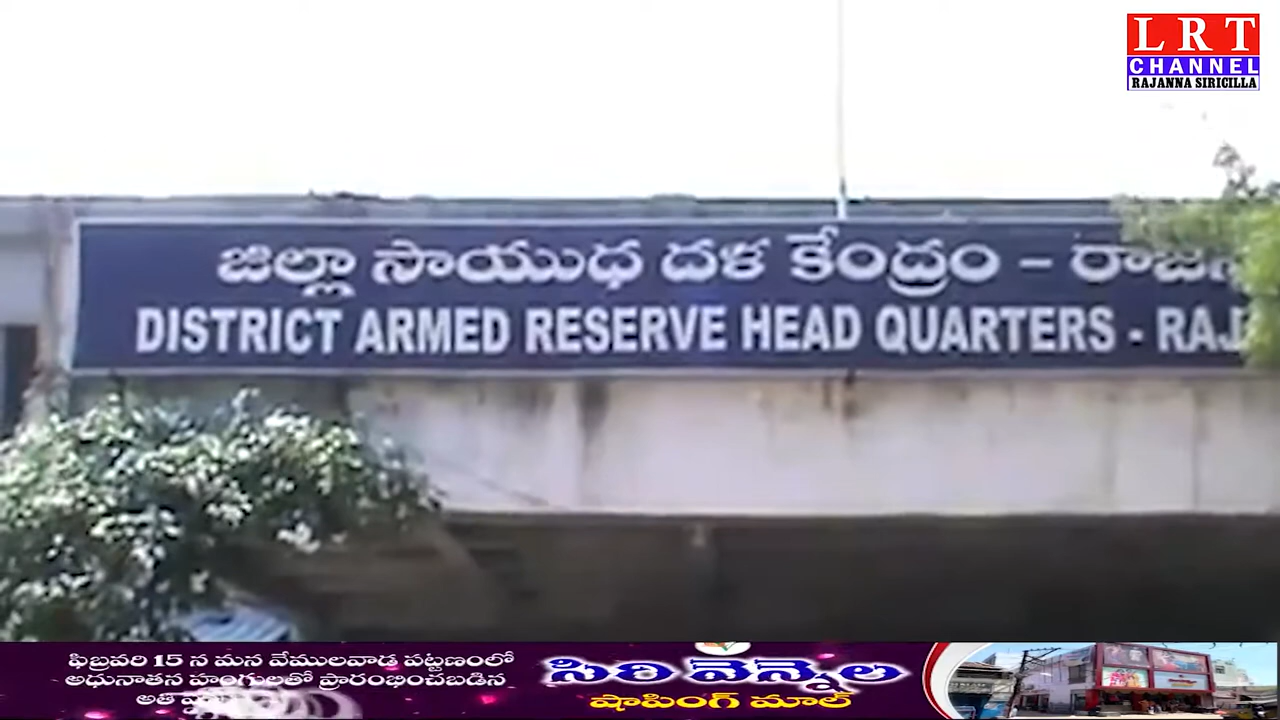 LRT
CHANNEL
RAJANNA SIRICILLA
జిల్లా సాయుధ దళ కేంద్రం -
DISTRICT ARMED RESERVE HEAD QUARTERS -
ఫిబ్రవరి 15 న మన వేములవాడ పట్టణంలో
అధునాతన హంగులతో ప్రారంభించబడిన
అతి
సిరి వెన్నెల
షాపింగ్ మాల్